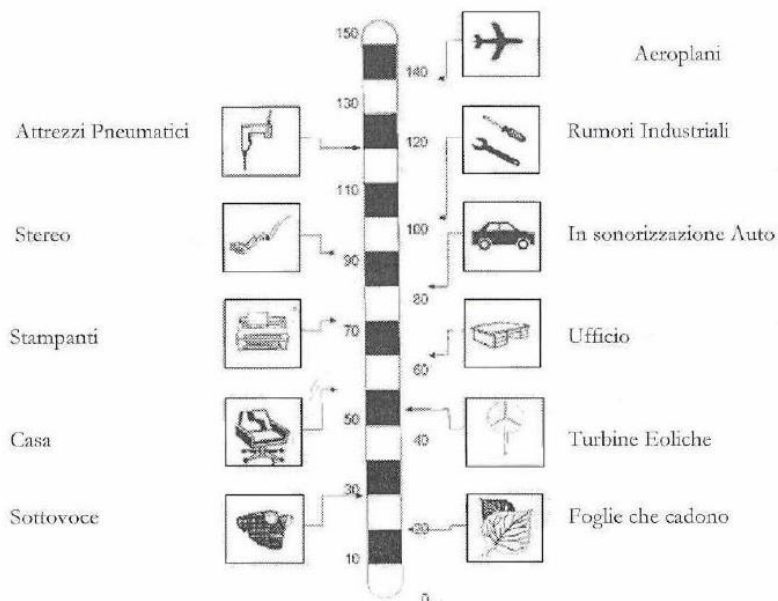 150
140
Aeroplani
130
Attrezzi Pneumatici
120
Rumori Industriali
110
100
Stereo
In sonorizzazione Auto
90
80
Stampanti
70
Ufficio
60
50
Casa
40
Turbine Eoliche
30
Sottovoce
20
Foglie che cadono
10
0